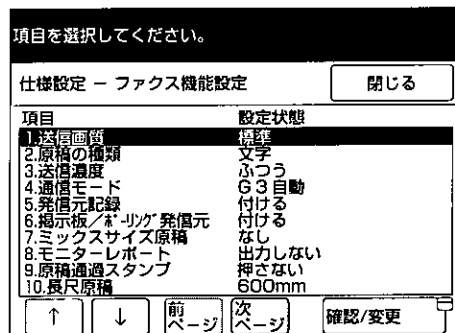 項目を選択してください。
仕様設定 － ファクス機能設定 閉じる
項目 設定状態
1.送信画質 標準
2.原稿の種類 文字
3.送信濃度 ふつう
4.通信モード G3自動
5.発信元記録 付ける
6.掲示板／ﾎﾟｰﾘﾝｸﾞ発信元 付ける
7.ミックスサイズ原稿 なし
8.モニターレポート 出力しない
9.原稿通過スタンプ 押さない
10.長尺原稿 600mm
↑ ↓ 前ページ 次ページ 確認/変更